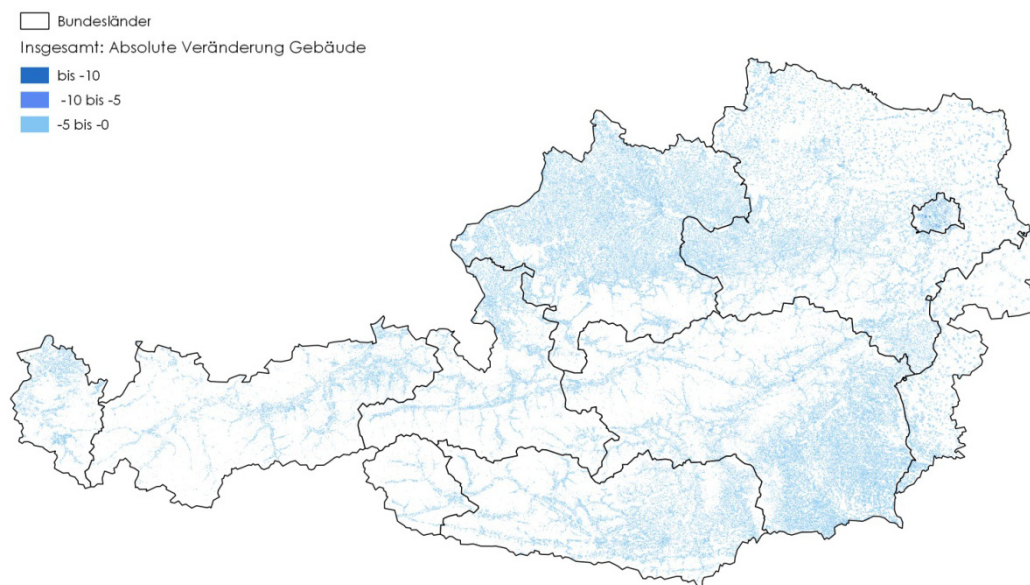 Bundesländer
Insgesamt: Absolute Veränderung Gebäude
bis -10
-10 bis -5
-5 bis -0